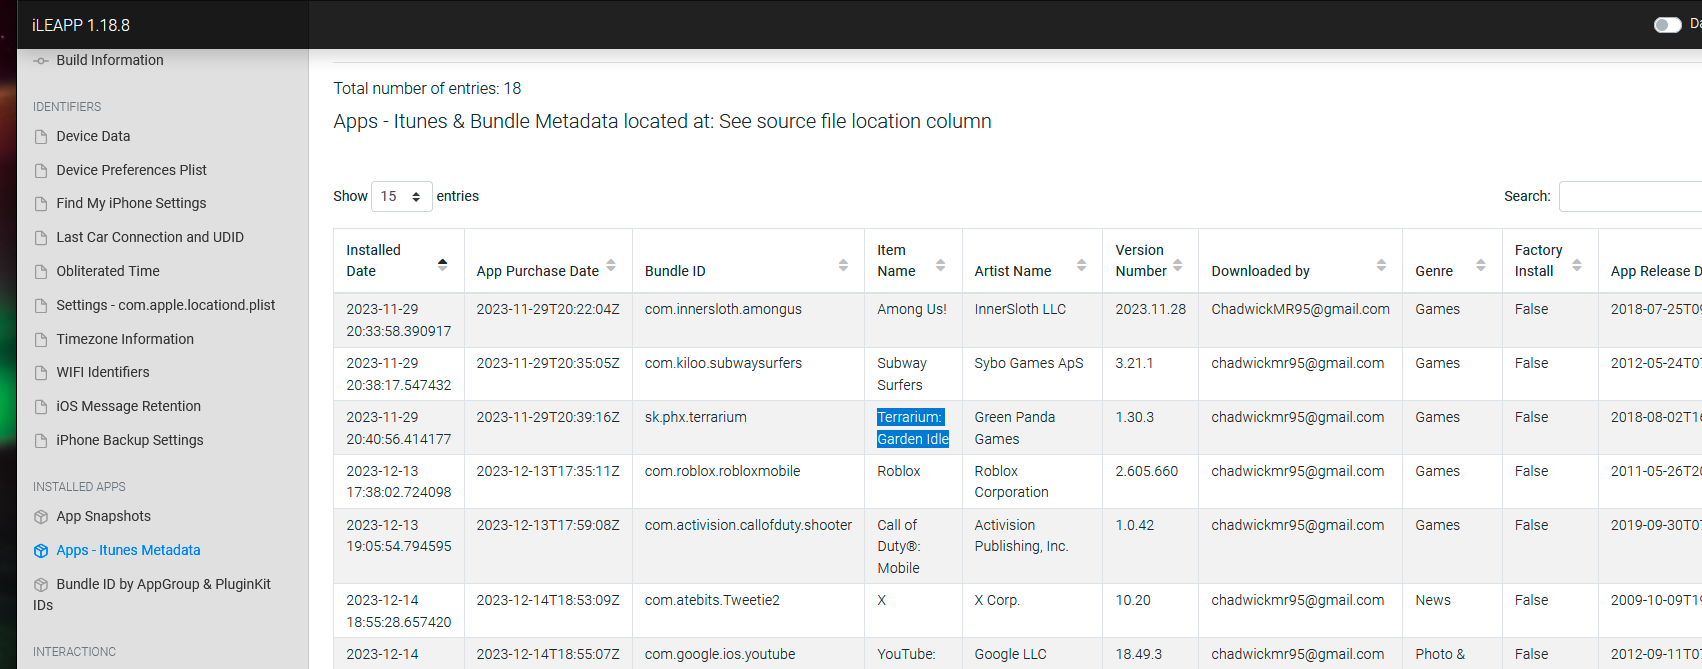 iLEAPP 1.18.8
Build Information
IDENTIFIERS
Device Data
Device Preferences Plist
Find My iPhone Settings
Last Car Connection and UDID
Obliterated Time
Settings - com.apple.locationd.plist
Timezone Information
WIFI Identifiers
iOS Message Retention
iPhone Backup Settings
INSTALLED APPS
App Snapshots
Apps - Itunes Metadata
Bundle ID by AppGroup & PluginKit
IDs
INTERACTIONC
Da
Total number of entries: 18
Apps - Itunes & Bundle Metadata located at: See source file location column
Show 15 entries
Search:
Installed Date App Purchase Date Bundle ID Item Name Artist Name Version Number Downloaded by Genre Factory Install App Release D
2023-11-29 20:33:58.390917 2023-11-29T20:22:04Z com.innersloth.amongus Among Us! InnerSloth LLC 2023.11.28 ChadwickMR95@gmail.com Games False 2018-07-25T09
2023-11-29 20:38:17.547432 2023-11-29T20:35:05Z com.kiloo.subwaysurfers Subway Surfers Sybo Games ApS 3.21.1 chadwickmr95@gmail.com Games False 2012-05-24T07
2023-11-29 20:40:56.414177 2023-11-29T20:39:16Z sk.phx.terrarium Terrarium: Garden Idle Green Panda Games 1.30.3 chadwickmr95@gmail.com Games False 2018-08-02T16
2023-12-13 17:38:02.724098 2023-12-13T17:35:11Z com.roblox.robloxmobile Roblox Roblox Corporation 2.605.660 chadwickmr95@gmail.com Games False 2011-05-26T20
2023-12-13 19:05:54.794595 2023-12-13T17:59:08Z com.activision.callofduty.shooter Call of Duty®: Mobile Activision Publishing, Inc. 1.0.42 chadwickmr95@gmail.com Games False 2019-09-30T07
2023-12-14 18:55:28.657420 2023-12-14T18:53:09Z com.atebits.Tweetie2 X X Corp. 10.20 chadwickmr95@gmail.com News False 2009-10-09T19
2023-12-14 2023-12-14T18:55:07Z com.google.ios.youtube YouTube: Google LLC 18.49.3 chadwickmr95@gmail.com Photo & False 2012-09-11T07